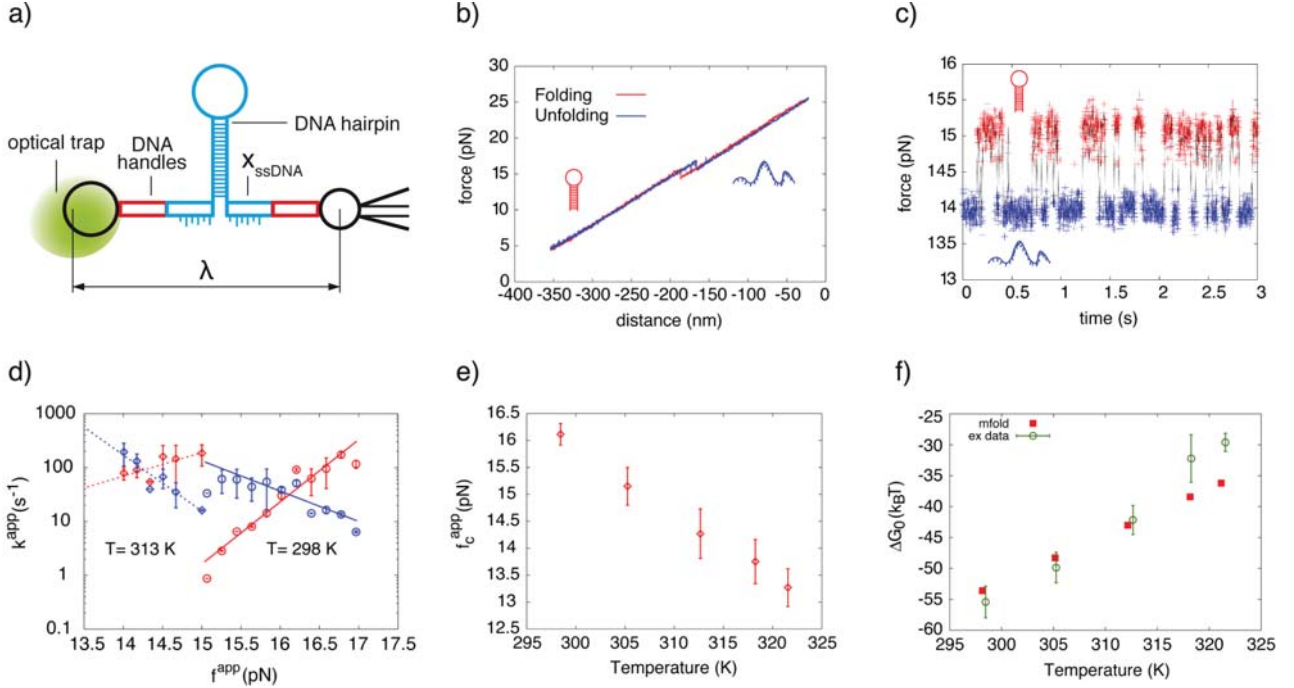 a)
optical trap
DNA
handles
DNA hairpin
x
ssDNA
λ
b)
30
25
20
15
10
5
0
force (pN)
Folding
Unfolding
-400 -350 -300 -250 -200 -150 -100 -50 0
distance (nm)
c)
16
155
15
145
14
135
13
force (pN)
0 0.5 1 1.5 2 2.5 3
time (s)
d)
1000
100
10
1
0.1
k^app(s^-1)
T= 313 K
T= 298 K
13.5 14 14.5 15 15.5 16 16.5 17 17.5
f^app(pN)
e)
16.5
16
15.5
15
14.5
14
13.5
13
12.5
f_c^app(pN)
295 300 305 310 315 320 325
Temperature (K)
f)
-25
-30
-35
-40
-45
-50
-55
-60
ΔG₀(k_BT)
mfold
ex data
295 300 305 310 315 320 325
Temperature (K)